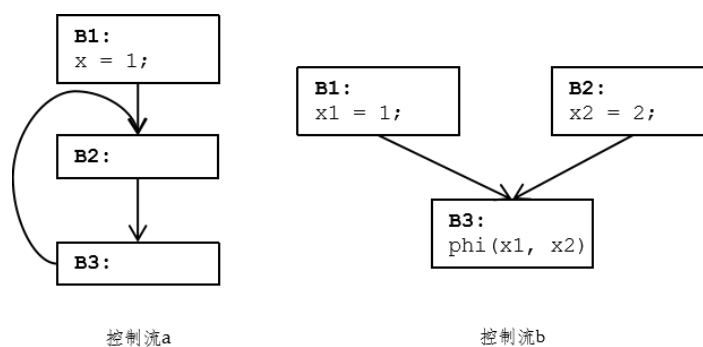 B1:
x = 1;
B2:
B3:
控制流a
B1:
x1 = 1;
B2:
x2 = 2;
B3:
phi(x1, x2)
控制流b